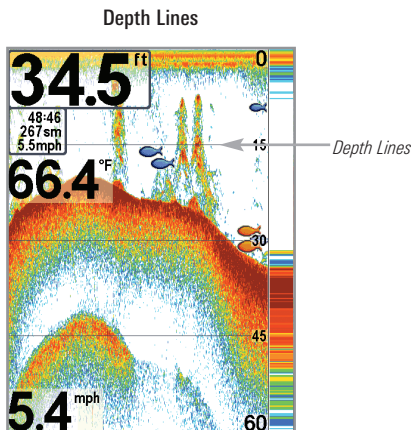 Depth Lines
34.5 ft
0
48:46
267sm
5.5mph
15
Depth Lines
66.4 °F
30
45
5.4 mph
60